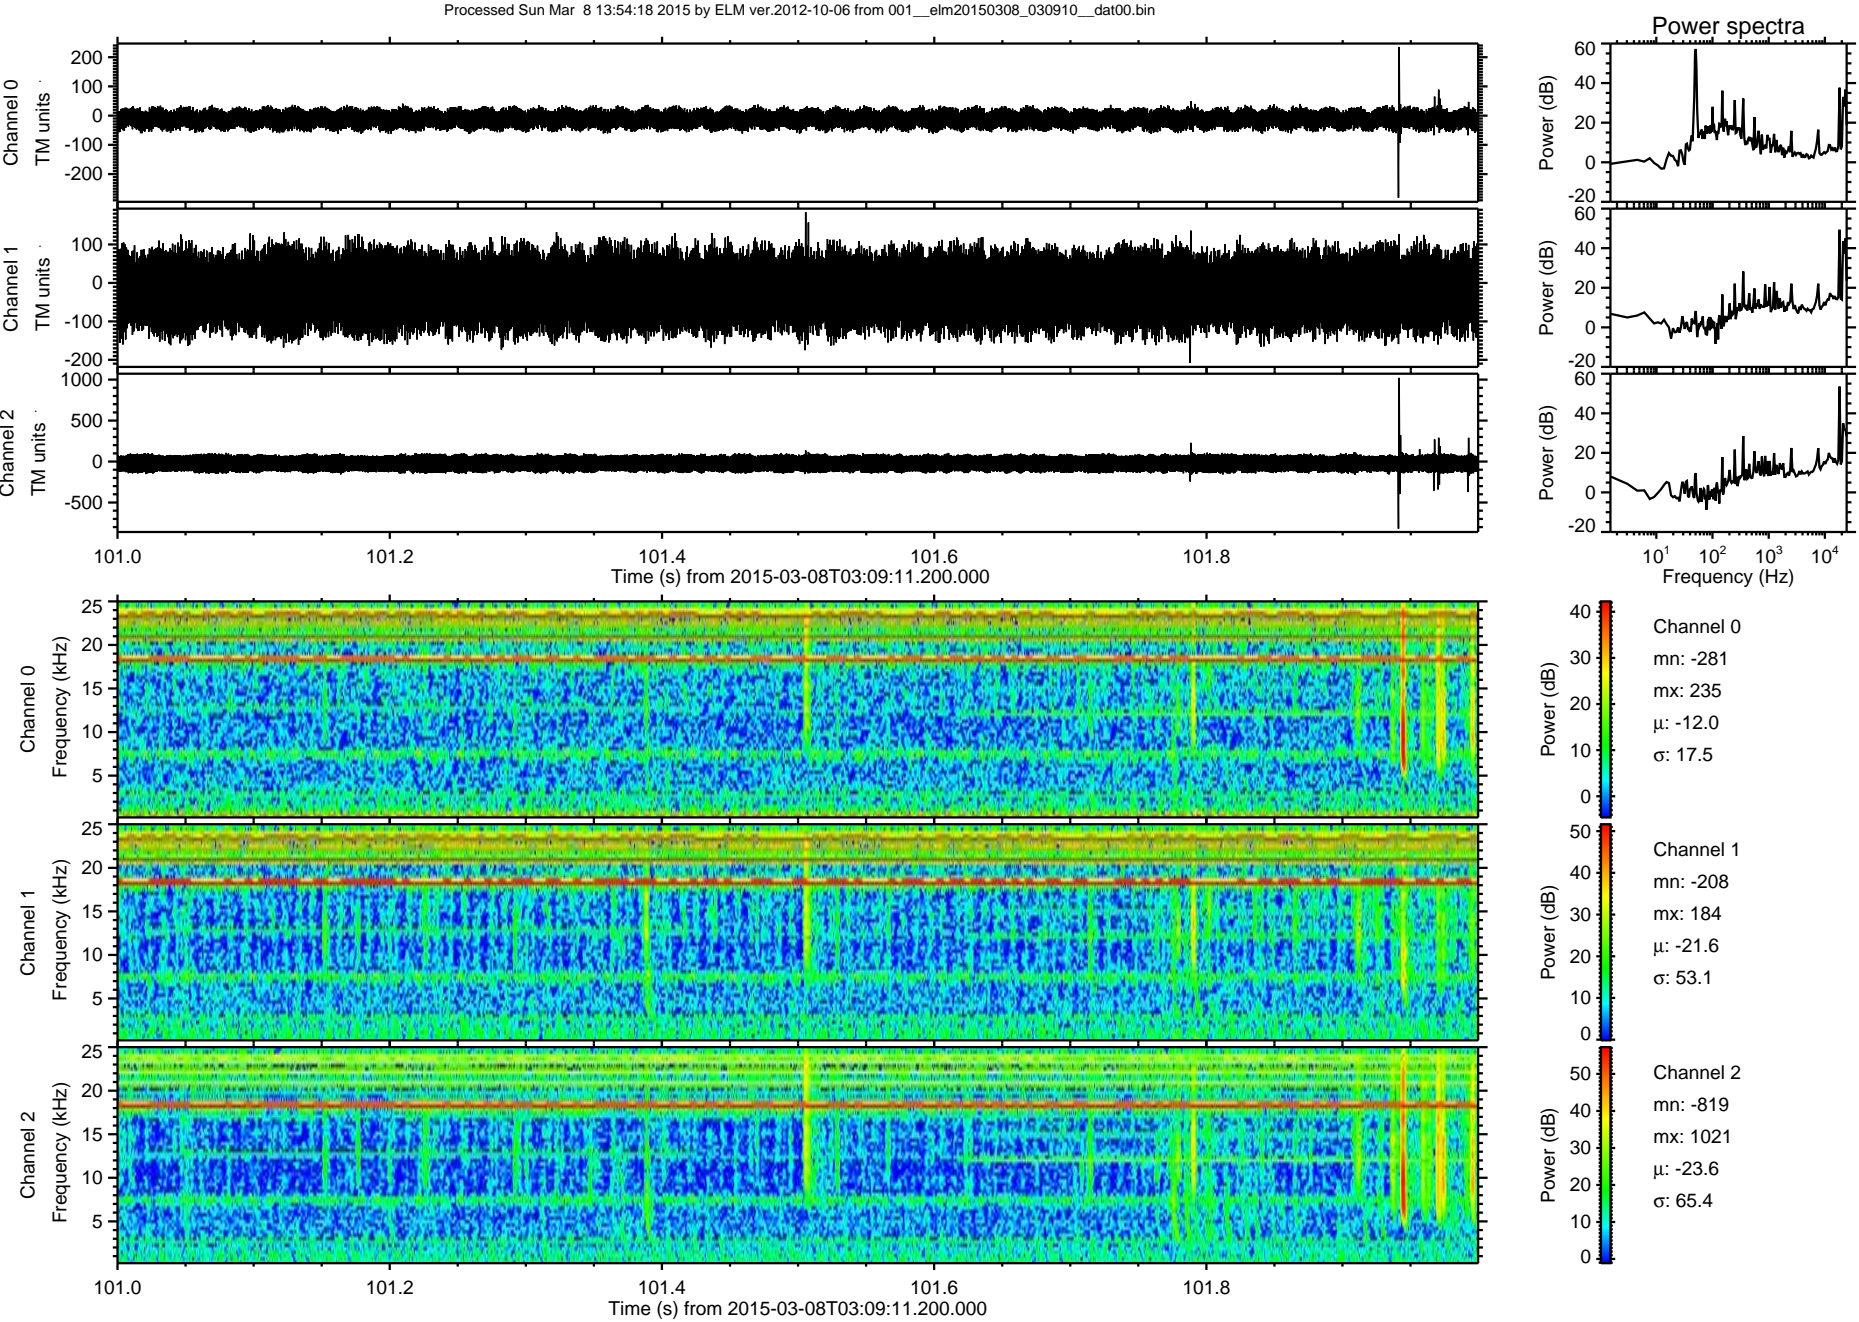 Processed Sun Mar 8 13:54:18 2015 by ELM ver.2012-10-06 from 001__elm20150308_030910__dat00.bin
Power spectra
Channel 0
TM units
200
100
0
-100
-200
Power (dB)
60
40
20
0
-20
Channel 1
TM units
100
0
-100
-200
Power (dB)
60
40
20
0
-20
Channel 2
TM units
1000
500
0
-500
Power (dB)
60
40
20
0
-20
101.0 101.2 101.4 101.6 101.8
Time (s) from 2015-03-08T03:09:11.200.000
10¹ 10² 10³ 10⁴
Frequency (Hz)
Channel 0
Frequency (kHz)
25
20
15
10
5
Power (dB)
40
30
20
10
0
Channel 0
mn: -281
mx: 235
μ: -12.0
σ: 17.5
Channel 1
Frequency (kHz)
25
20
15
10
5
Power (dB)
50
40
30
20
10
0
Channel 1
mn: -208
mx: 184
μ: -21.6
σ: 53.1
Channel 2
Frequency (kHz)
25
20
15
10
5
Power (dB)
50
40
30
20
10
0
Channel 2
mn: -819
mx: 1021
μ: -23.6
σ: 65.4
101.0 101.2 101.4 101.6 101.8
Time (s) from 2015-03-08T03:09:11.200.000